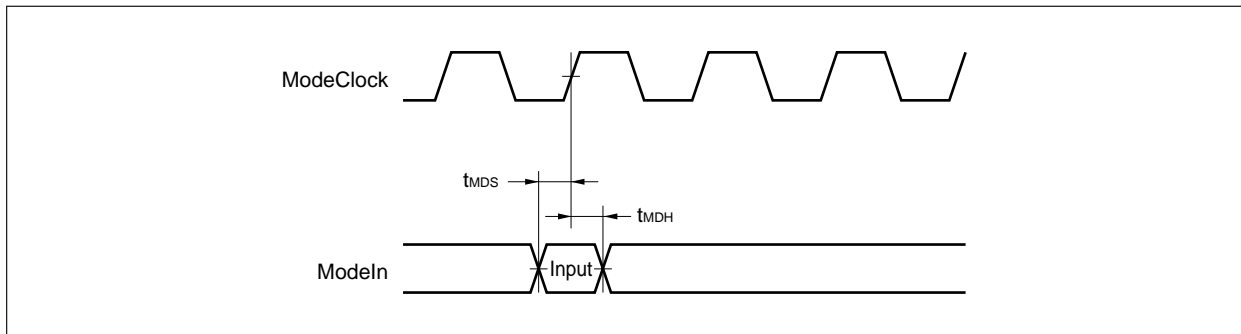 ModeClock
tMDS
tMDH
ModeIn
Input